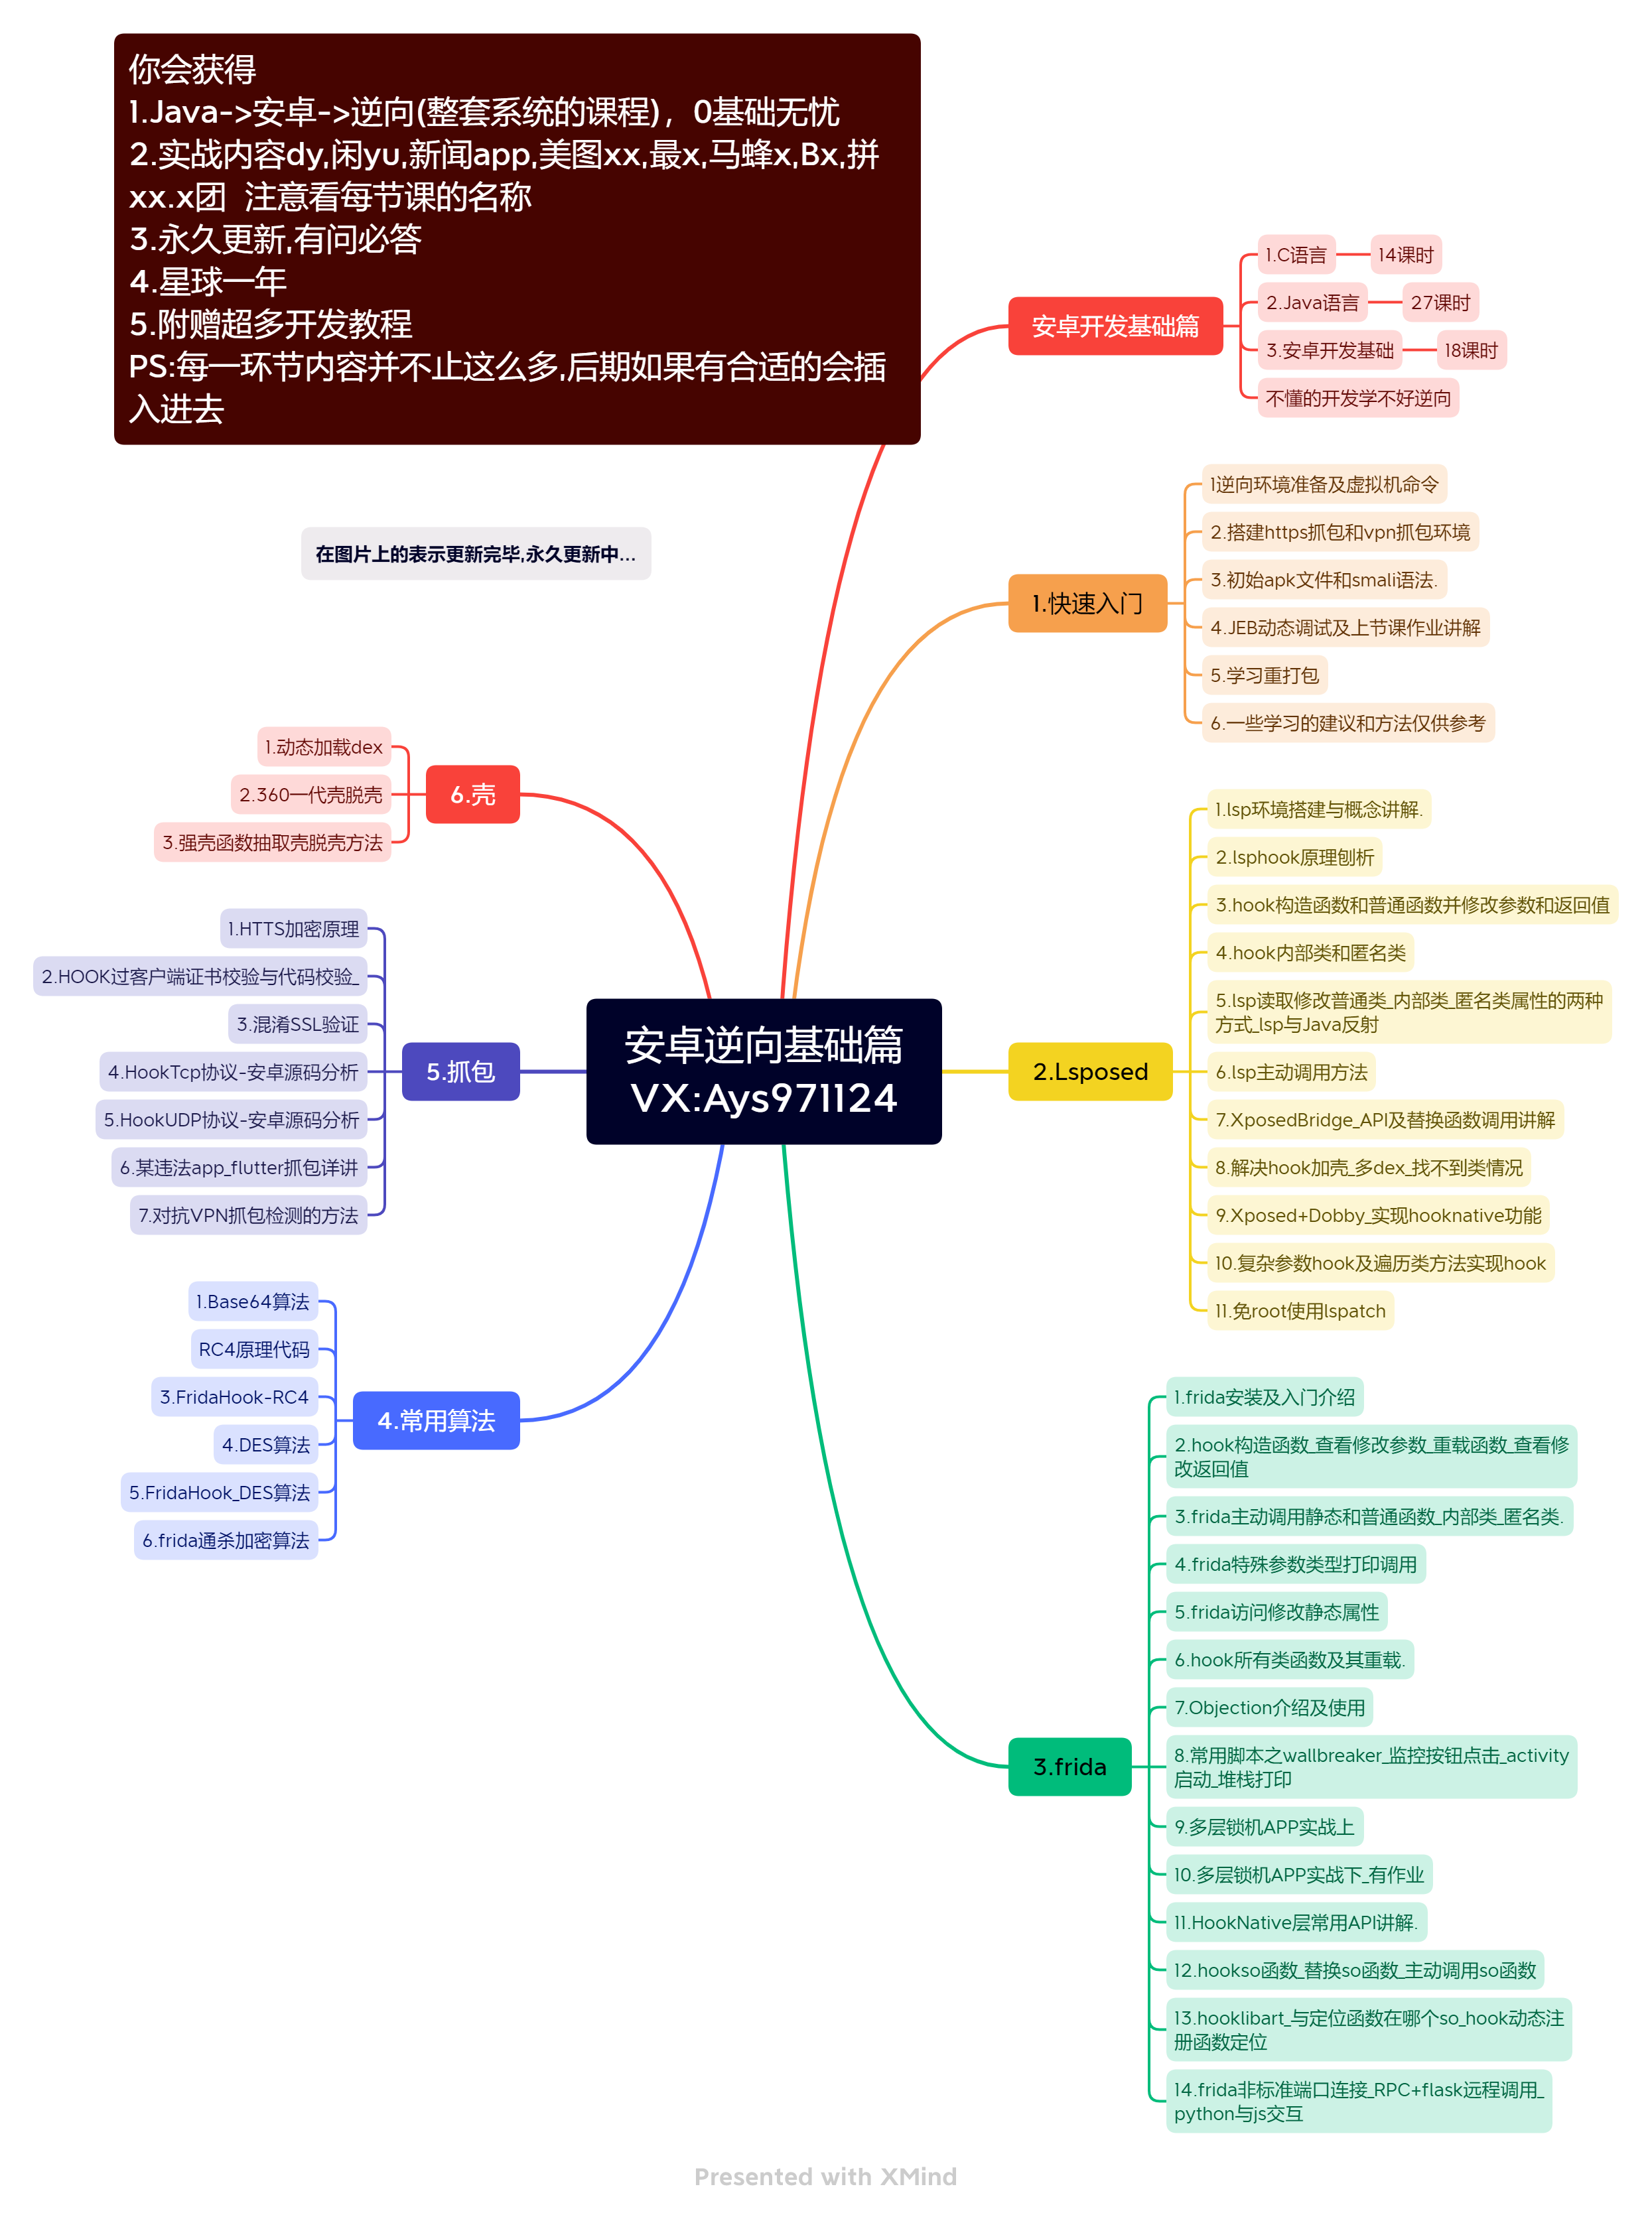 你会获得
1.Java->安卓->逆向(整套系统的课程)，0基础无忧
2.实战内容dy,闲yu,新闻app,美图xx,最x,马蜂x,Bx,拼
xx.x团  注意看每节课的名称
3.永久更新,有问必答
4.星球一年
5.附赠超多开发教程
PS:每一环节内容并不止这么多,后期如果有合适的会插
入进去
在图片上的表示更新完毕,永久更新中...
安卓逆向基础篇
VX:Ays971124
安卓开发基础篇
1.C语言
14课时
2.Java语言
27课时
3.安卓开发基础
18课时
不懂的开发学不好逆向
1.快速入门
1逆向环境准备及虚拟机命令
2.搭建https抓包和vpn抓包环境
3.初始apk文件和smali语法.
4.JEB动态调试及上节课作业讲解
5.学习重打包
6.一些学习的建议和方法仅供参考
2.Lsposed
1.lsp环境搭建与概念讲解.
2.lsphook原理刨析
3.hook构造函数和普通函数并修改参数和返回值
4.hook内部类和匿名类
5.lsp读取修改普通类_内部类_匿名类属性的两种
方式_lsp与Java反射
6.lsp主动调用方法
7.XposedBridge_API及替换函数调用讲解
8.解决hook加壳_多dex_找不到类情况
9.Xposed+Dobby_实现hooknative功能
10.复杂参数hook及遍历类方法实现hook
11.免root使用lspatch
3.frida
1.frida安装及入门介绍
2.hook构造函数_查看修改参数_重载函数_查看修
改返回值
3.frida主动调用静态和普通函数_内部类_匿名类.
4.frida特殊参数类型打印调用
5.frida访问修改静态属性
6.hook所有类函数及其重载.
7.Objection介绍及使用
8.常用脚本之wallbreaker_监控按钮点击_activity
启动_堆栈打印
9.多层锁机APP实战上
10.多层锁机APP实战下_有作业
11.HookNative层常用API讲解.
12.hookso函数_替换so函数_主动调用so函数
13.hooklibart_与定位函数在哪个so_hook动态注
册函数定位
14.frida非标准端口连接_RPC+flask远程调用_
python与js交互
4.常用算法
1.Base64算法
RC4原理代码
3.FridaHook-RC4
4.DES算法
5.FridaHook_DES算法
6.frida通杀加密算法
5.抓包
1.HTTS加密原理
2.HOOK过客户端证书校验与代码校验_
3.混淆SSL验证
4.HookTcp协议-安卓源码分析
5.HookUDP协议-安卓源码分析
6.某违法app_flutter抓包详讲
7.对抗VPN抓包检测的方法
6.壳
1.动态加载dex
2.360一代壳脱壳
3.强壳函数抽取壳脱壳方法
Presented with XMind